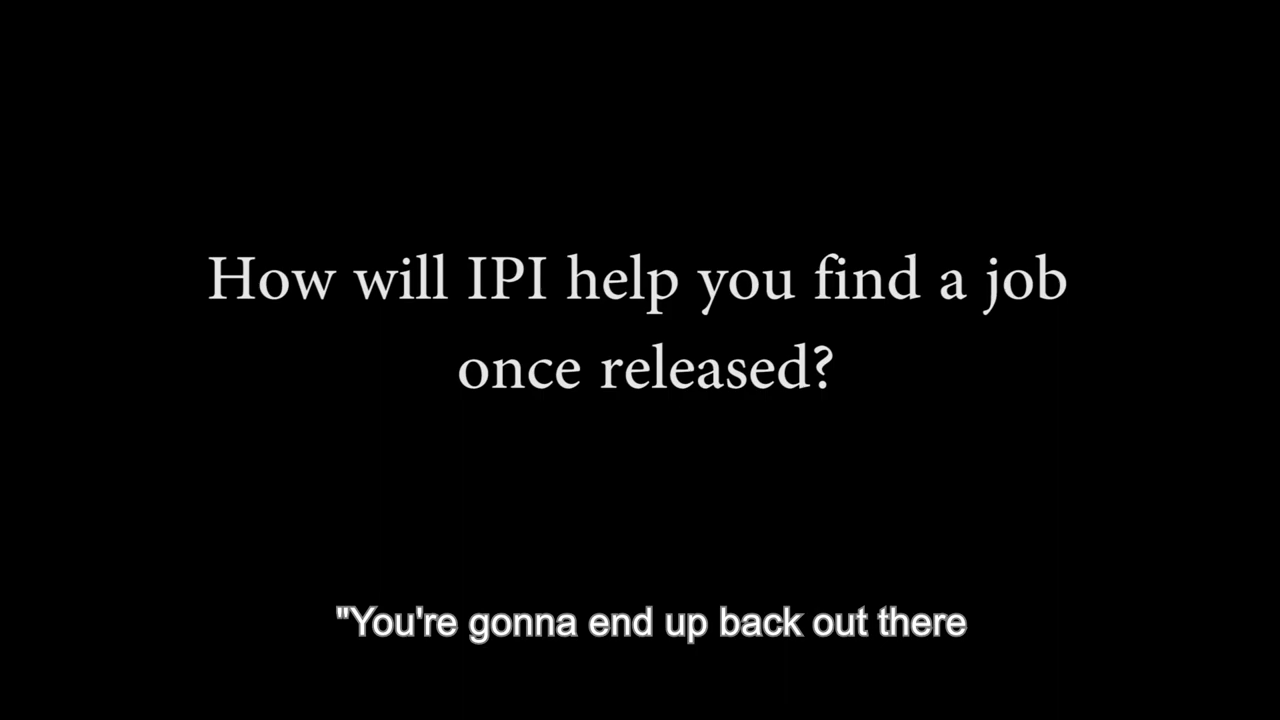 How will IPI help you find a job
once released?
"You're gonna end up back out there